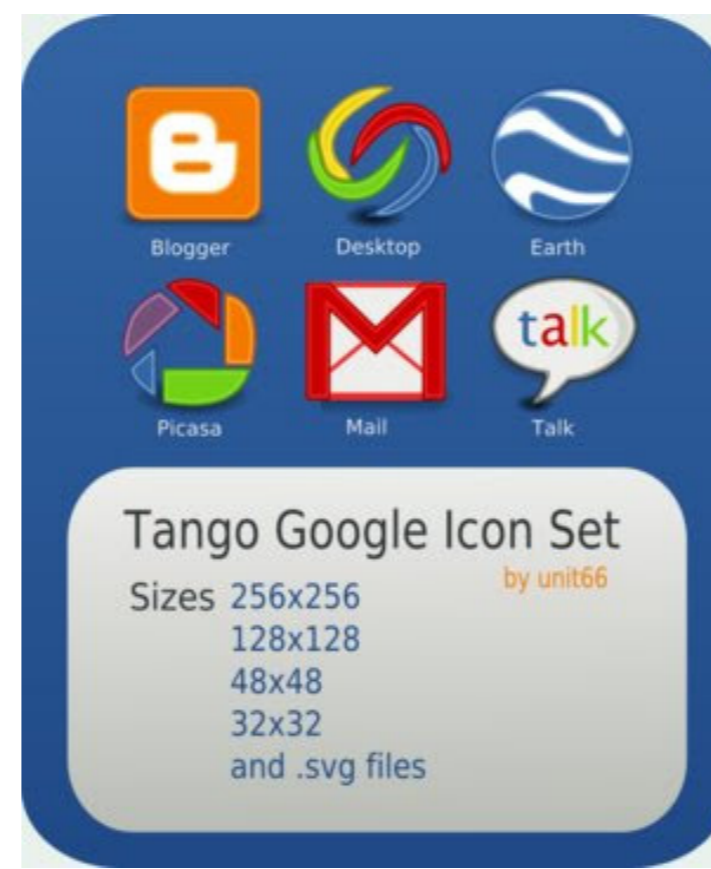 Blogger Desktop Earth
talk
Picasa Mail Talk
Tango Google Icon Set
by unit66
Sizes 256x256
128x128
48x48
32x32
and .svg files